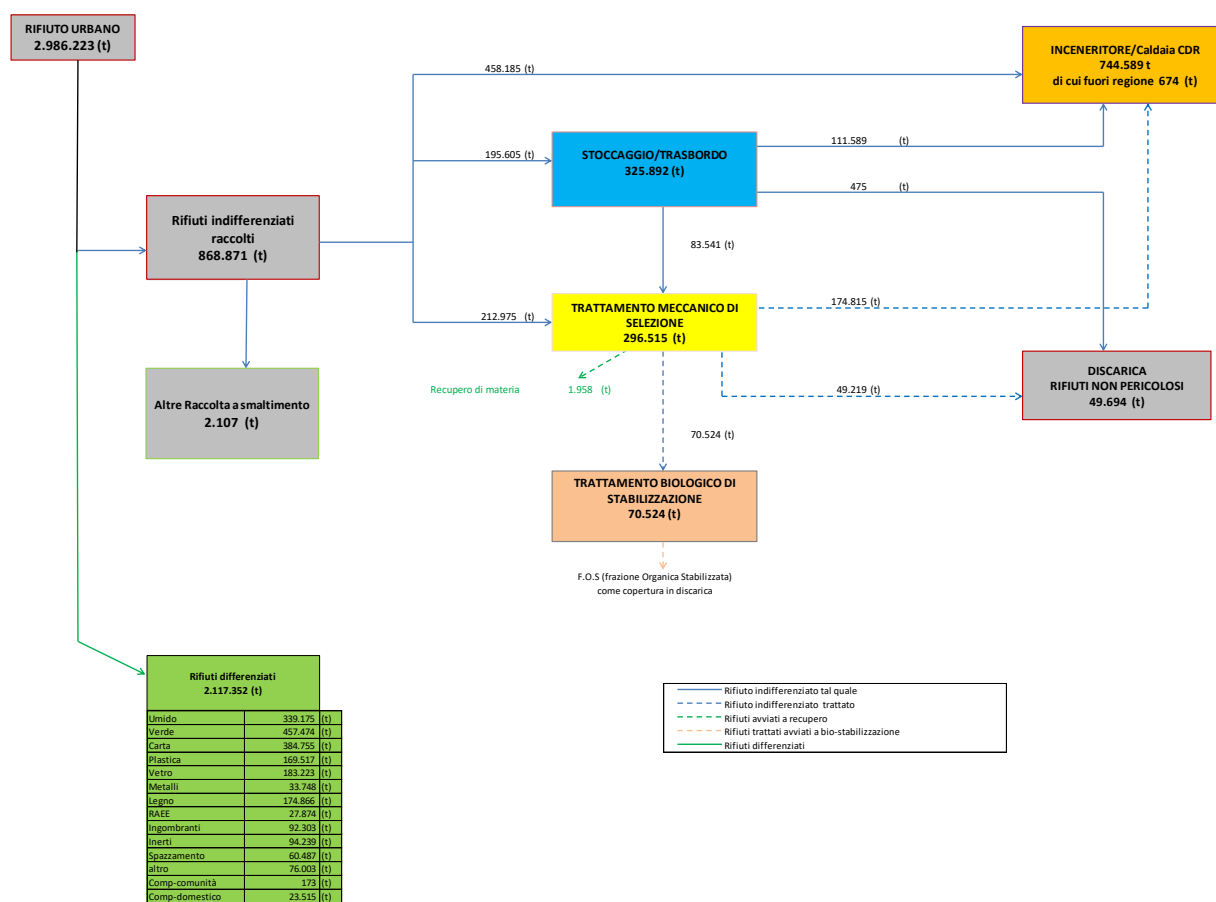 RIFIUTO URBANO
2.986.223 (t)
INCENERITORE/Caldaia CDR
744.589 t
di cui fuori regione 674 (t)
458.185 (t)
195.605 (t)
STOCCAGGIO/TRASBORDO
325.892 (t)
111.589 (t)
475 (t)
Rifiuti indifferenziati
raccolti
868.871 (t)
83.541 (t)
212.975 (t)
TRATTAMENTO MECCANICO DI
SELEZIONE
296.515 (t)
174.815 (t)
Recupero di materia 1.958 (t)
49.219 (t)
DISCARICA
RIFIUTI NON PERICOLOSI
49.694 (t)
Altre Raccolta a smaltimento
2.107 (t)
70.524 (t)
TRATTAMENTO BIOLOGICO DI
STABILIZZAZIONE
70.524 (t)
F.O.S (frazione Organica Stabilizzata)
come copertura in discarica
Rifiuti differenziati
2.117.352 (t)
Umido 339.175 (t)
Verde 457.474 (t)
Carta 384.755 (t)
Plastica 169.517 (t)
Vetro 183.223 (t)
Metalli 33.748 (t)
Legno 174.866 (t)
RAEE 27.874 (t)
Ingombranti 92.303 (t)
Inerti 94.239 (t)
Spazzamento 60.487 (t)
altro 76.003 (t)
Comp-comunità 173 (t)
Comp-domestico 23.515 (t)
Rifiuto indifferenziato tal quale
Rifiuto indifferenziato trattato
Rifiuti avviati a recupero
Rifiuti trattati avviati a bio-stabilizzazione
Rifiuti differenziati